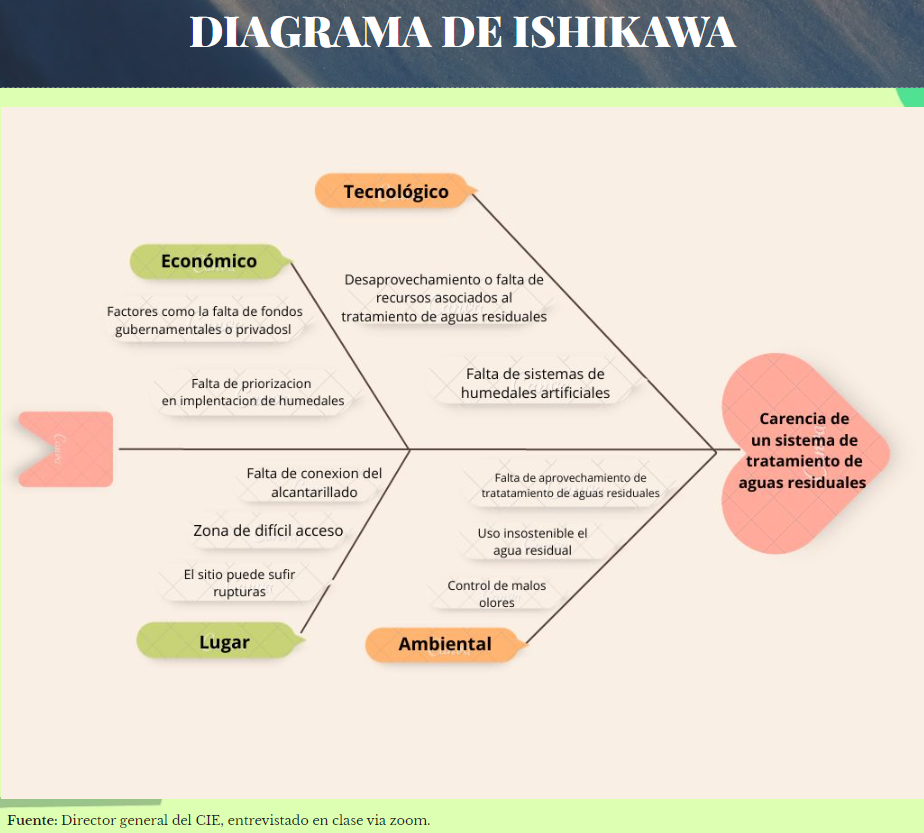 DIAGRAMA DE ISHIKAWA
Tecnológico
Económico
Desaprovechamiento o falta de
recursos asociados al
tratamiento de aguas residuales
Factores como la falta de fondos
gubernamentales o privadosl
Falta de sistemas de
humedales artificiales
Falta de priorizacion
en implentacion de humedales
Carencia de
un sistema de
tratamiento de
aguas residuales
Falta de conexion del
alcantarillado
Zona de difícil acceso
El sitio puede sufir
rupturas
Lugar
Falta de aprovechamiento de
tratatamiento de aguas residuales
Uso insostenible el
agua residual
Control de malos
olores
Ambiental
Fuente: Director general del CIE, entrevistado en clase via zoom.